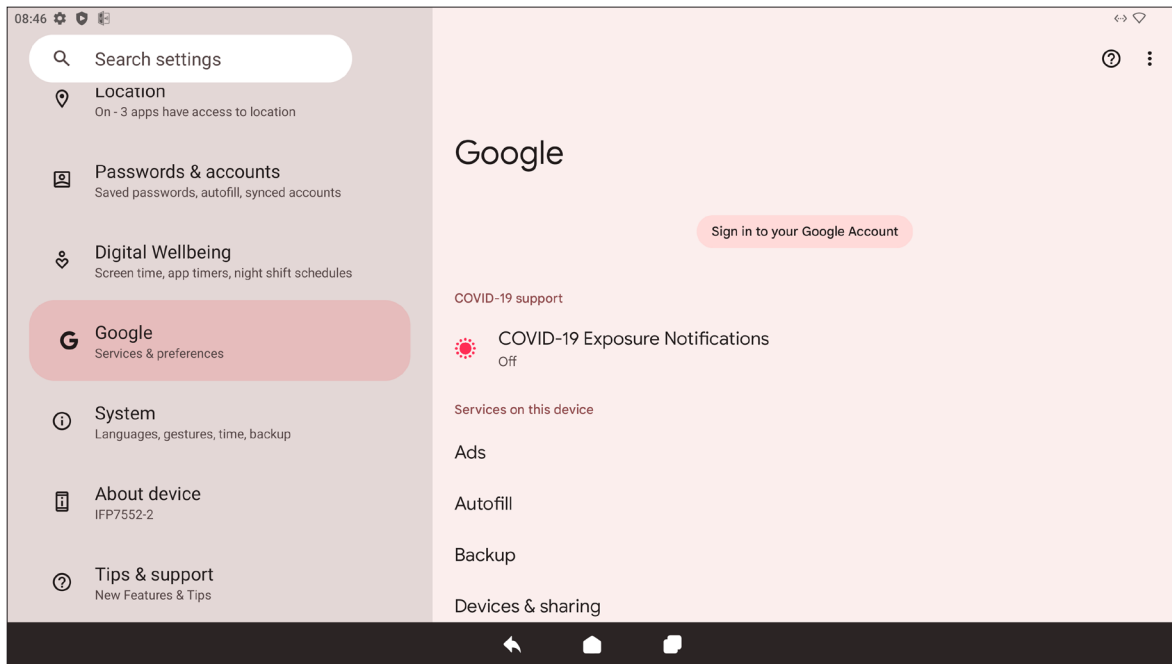 08:46
Search settings
Location
On - 3 apps have access to location
Passwords & accounts
Saved passwords, autofill, synced accounts
Digital Wellbeing
Screen time, app timers, night shift schedules
Google
Services & preferences
System
Languages, gestures, time, backup
About device
IFP7552-2
Tips & support
New Features & Tips
Google
Sign in to your Google Account
COVID-19 support
COVID-19 Exposure Notifications
Off
Services on this device
Ads
Autofill
Backup
Devices & sharing